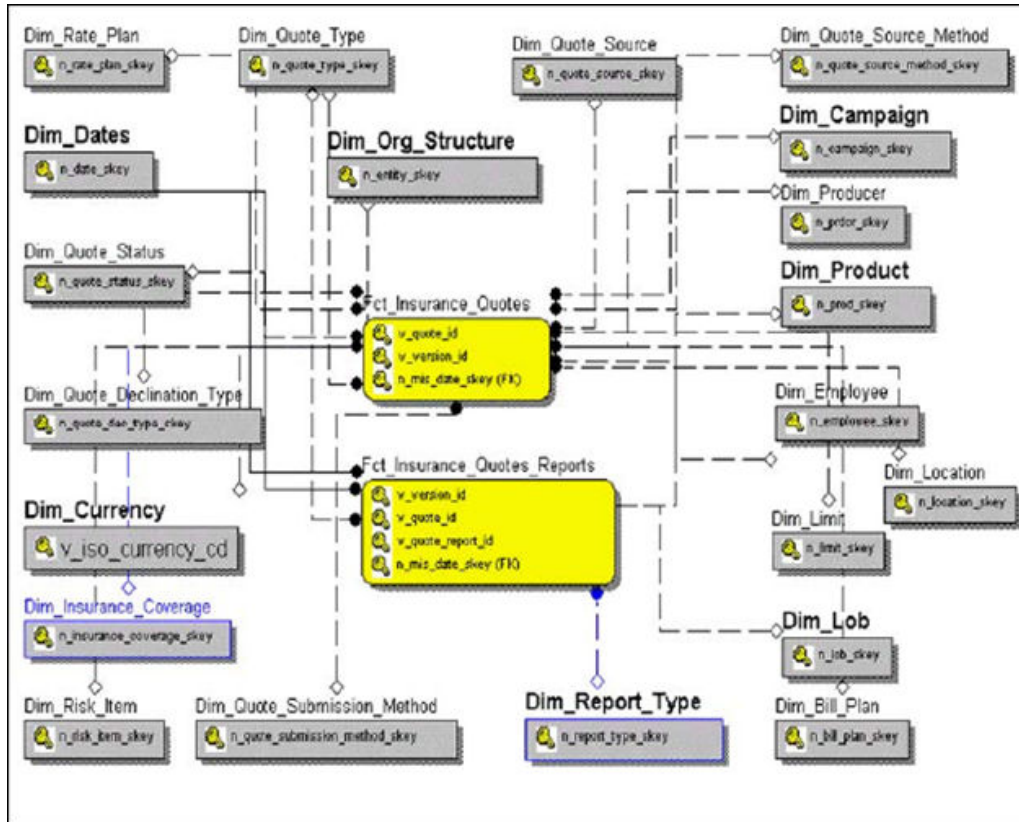 Dim_Rate_Plan
n_rate_plan_skey
Dim_Quote_Type
n_quote_type_skey
Dim_Quote_Source
n_quote_source_skey
Dim_Quote_Source_Method
n_quote_source_method_skey
Dim_Dates
n_date_skey
Dim_Org_Structure
n_entity_skey
Dim_Campaign
n_campaign_skey
Dim_Producer
n_prdcr_skey
Dim_Quote_Status
n_quote_status_skey
Dim_Product
n_prod_skey
Fct_Insurance_Quotes
v_quote_id
v_version_id
n_mis_date_skey (FK)
Dim_Quote_Declination_Type
n_quote_dec_type_skey
Dim_Employee
n_employee_skey
Dim_Location
n_location_skey
Fct_Insurance_Quotes_Reports
v_version_id
v_quote_id
v_quote_report_id
n_mis_date_skey (FK)
Dim_Currency
v_iso_currency_cd
Dim_Limit
n_limit_skey
Dim_Insurance_Coverage
n_insurance_coverage_skey
Dim_Lob
n_lob_skey
Dim_Risk_Item
n_risk_item_skey
Dim_Quote_Submission_Method
n_quote_submission_method_skey
Dim_Report_Type
n_report_type_skey
Dim_Bill_Plan
n_bill_plan_skey